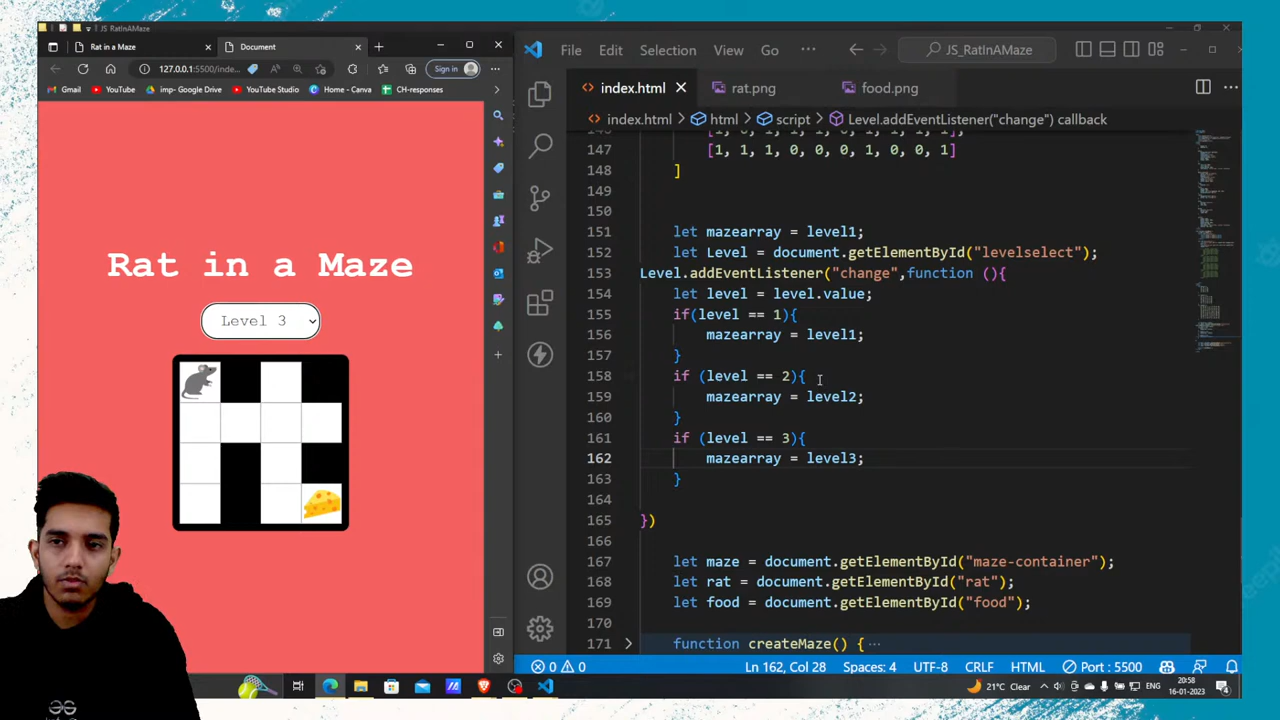 JS_RatInAMaze
Rat in a Maze
Document
127.0.0.1:5500/inde...
Sign in
Gmail
YouTube
imp- Google Drive
YouTube Studio
Home - Canva
CH-responses
Rat in a Maze
Level 3
File Edit Selection View Go ...
JS_RatInAMaze
index.html
rat.png
food.png
index.html > html > script > Level.addEventListener("change") callback
147 [1, 1, 1, 0, 0, 0, 1, 0, 0, 1]
148 ]
149
150
151 let mazearray = level1;
152 let Level = document.getElementById("levelselect");
153 Level.addEventListener("change",function (){
154 let level = level.value;
155 if(level == 1){
156 mazearray = level1;
157 }
158 if (level == 2){
159 mazearray = level2;
160 }
161 if (level == 3){
162 mazearray = level3;
163 }
164
165 })
166
167 let maze = document.getElementById("maze-container");
168 let rat = document.getElementById("rat");
169 let food = document.getElementById("food");
170
171 function createMaze() { ...
0 0 Ln 162, Col 28 Spaces: 4 UTF-8 CRLF HTML Port : 5500
21°C Clear
ENG
20:58
16-01-2023